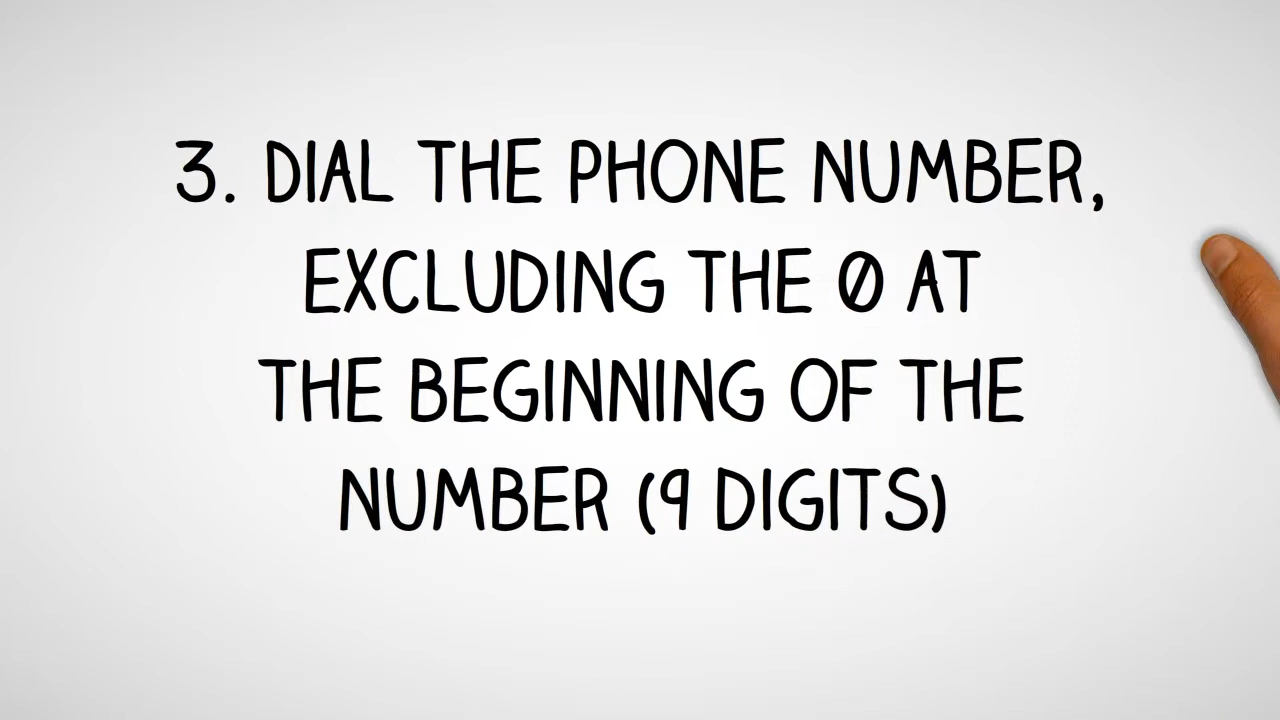 3. DIAL THE PHONE NUMBER,
EXCLUDING THE 0 AT
THE BEGINNING OF THE
NUMBER (9 DIGITS)